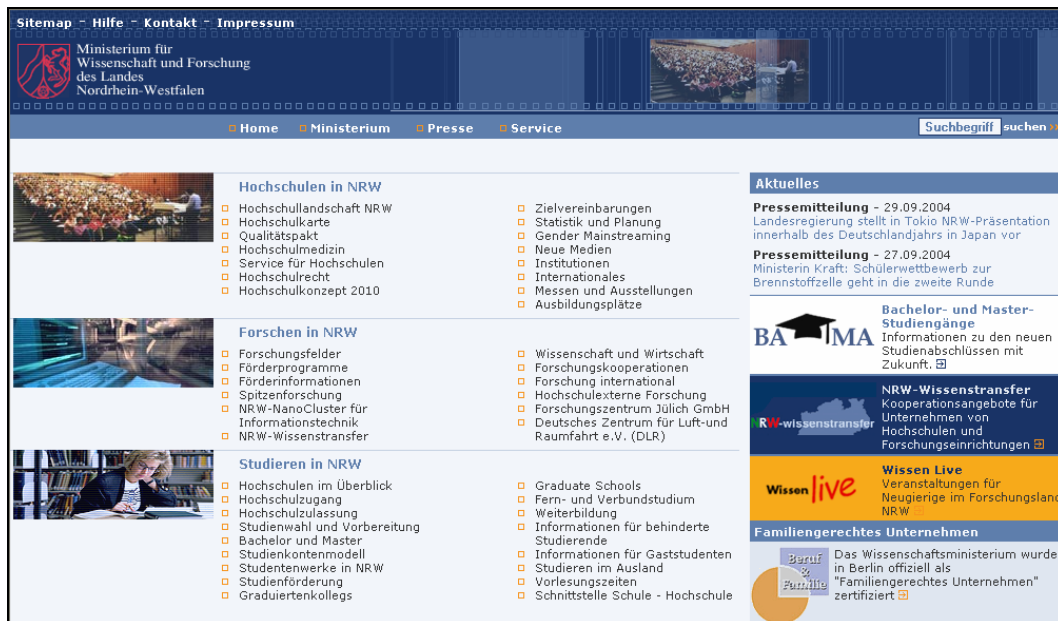 Sitemap - Hilfe - Kontakt - Impressum
Ministerium für
Wissenschaft und Forschung
des Landes
Nordrhein-Westfalen
Home Ministerium Presse Service
Suchbegriff suchen
Hochschulen in NRW
Hochschullandschaft NRW
Hochschulkarte
Qualitätspakt
Hochschulmedizin
Service für Hochschulen
Hochschulrecht
Hochschulkonzept 2010
Zielvereinbarungen
Statistik und Planung
Gender Mainstreaming
Neue Medien
Institutionen
Internationales
Messen und Ausstellungen
Ausbildungsplätze
Forschen in NRW
Forschungsfelder
Förderprogramme
Förderinformationen
Spitzenforschung
NRW-NanoCluster für
Informationstechnik
NRW-Wissenstransfer
Wissenschaft und Wirtschaft
Forschungskooperationen
Forschung international
Hochschulexterne Forschung
Forschungszentrum Jülich GmbH
Deutsches Zentrum für Luft-und
Raumfahrt e.V. (DLR)
Studieren in NRW
Hochschulen im Überblick
Hochschulzugang
Hochschulzulassung
Studienwahl und Vorbereitung
Bachelor und Master
Studienkontenmodell
Studentenwerke in NRW
Studienförderung
Graduiertenkollegs
Graduate Schools
Fern- und Verbundstudium
Weiterbildung
Informationen für behinderte
Studierende
Informationen für Gaststudenten
Studieren im Ausland
Vorlesungszeiten
Schnittstelle Schule - Hochschule
Aktuelles
Pressemitteilung - 29.09.2004
Landesregierung stellt in Tokio NRW-Präsentation
innerhalb des Deutschlandjahrs in Japan vor
Pressemitteilung - 27.09.2004
Ministerin Kraft: Schülerwettbewerb zur
Brennstoffzelle geht in die zweite Runde
BA MA
Bachelor- und Master-
Studiengänge
Informationen zu den neuen
Studienabschlüssen mit
Zukunft.
NRW-wissenstransfer
NRW-Wissenstransfer
Kooperationsangebote für
Unternehmen von
Hochschulen und
Forschungseinrichtungen
Wissen live
Wissen Live
Veranstaltungen für
Neugierige im Forschungsland
NRW
Familiengerechtes Unternehmen
Beruf
&
Familie
Das Wissenschaftsministerium wurde
in Berlin offiziell als
"Familiengerechtes Unternehmen"
zertifiziert